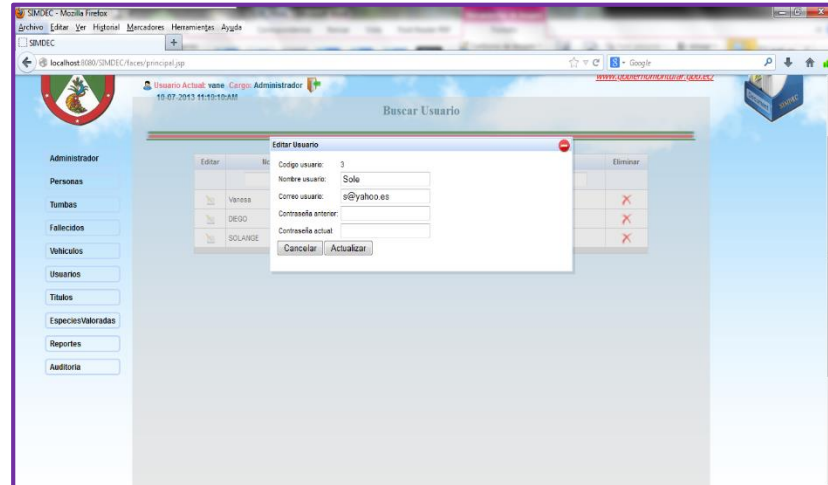 SIMDEC - Mozilla Firefox
Archivo Editar Ver Historial Marcadores Herramientas Ayuda
SIMDEC +
localhost:8080/SIMDEC/faces/principal.jsp
Google
Usuario Actual: vane Cargo: Administrador
16-07-2013 11:19:19:AM
Buscar Usuario
Administrador
Personas
Tumbas
Fallecidos
Vehiculos
Usuarios
Titulos
EspeciesValoradas
Reportes
Auditoria
Editar
Eliminar
Vanesa
DEGO
SOLANGE
Editar Usuario
Codigo usuario: 3
Nombre usuario: Sole
Correo usuario: s@yahoo.es
Contraseña anterior:
Contraseña actual:
Cancelar Actualizar